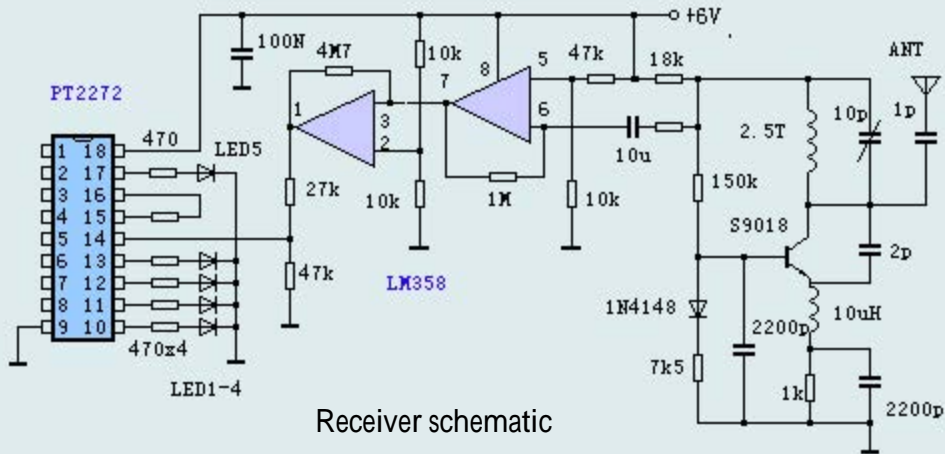 +6V
ANT
100N
4M7
10k
5
47k
18k
7
8
10p
1p
PT2272
1
3
2
6
2.5T
470
LED5
10u
1 18
2 17
3 16
4 15
5 14
6 13
7 12
8 11
9 10
27k
10k
1M
10k
150k
S9018
2p
47k
LM358
1N4148
2200p
10uH
470x4
7k5
LED1-4
1k
2200p
Receiver schematic